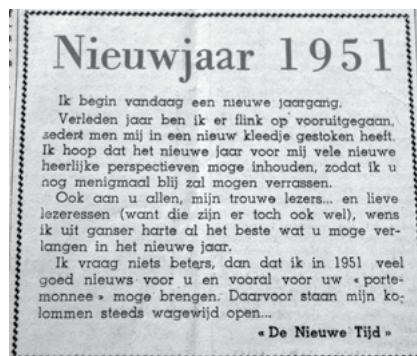 Nieuwjaar 1951
Ik begin vandaag een nieuwe jaargang.
Verleden jaar ben ik er flink op vooruitgegaan,
sedert men mij in een nieuw kleedje gestoken heeft.
Ik hoop dat het nieuwe jaar voor mij vele nieuwe
heerlijke perspectieven moge inhouden, zodat ik u
nog menigmaal blij zal mogen verrassen.
Ook aan u allen, mijn trouwe lezers... en lieve
lezeressen (want die zijn er toch ook wel), wens
ik uit ganser harte al het beste wat u moge ver-
langen in het nieuwe jaar.
Ik vraag niets beters, dan dat ik in 1951 veel
goed nieuws voor u en vooral voor uw « porte-
monnee » moge brengen. Daarvoor staan mijn ko-
lommen steeds wagewijd open...
« De Nieuwe Tijd »